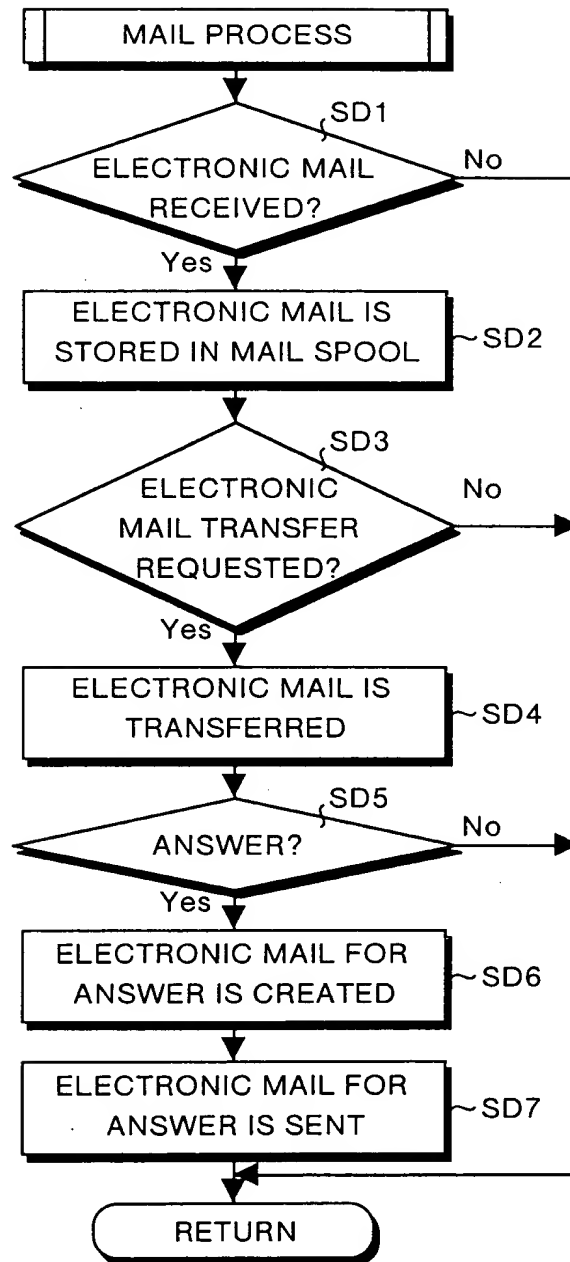 MAIL PROCESS
SD1
ELECTRONIC MAIL
RECEIVED?
No
Yes
ELECTRONIC MAIL IS
STORED IN MAIL SPOOL
SD2
SD3
ELECTRONIC
MAIL TRANSFER
REQUESTED?
No
Yes
ELECTRONIC MAIL IS
TRANSFERRED
SD4
SD5
ANSWER?
No
Yes
ELECTRONIC MAIL FOR
ANSWER IS CREATED
SD6
ELECTRONIC MAIL FOR
ANSWER IS SENT
SD7
RETURN